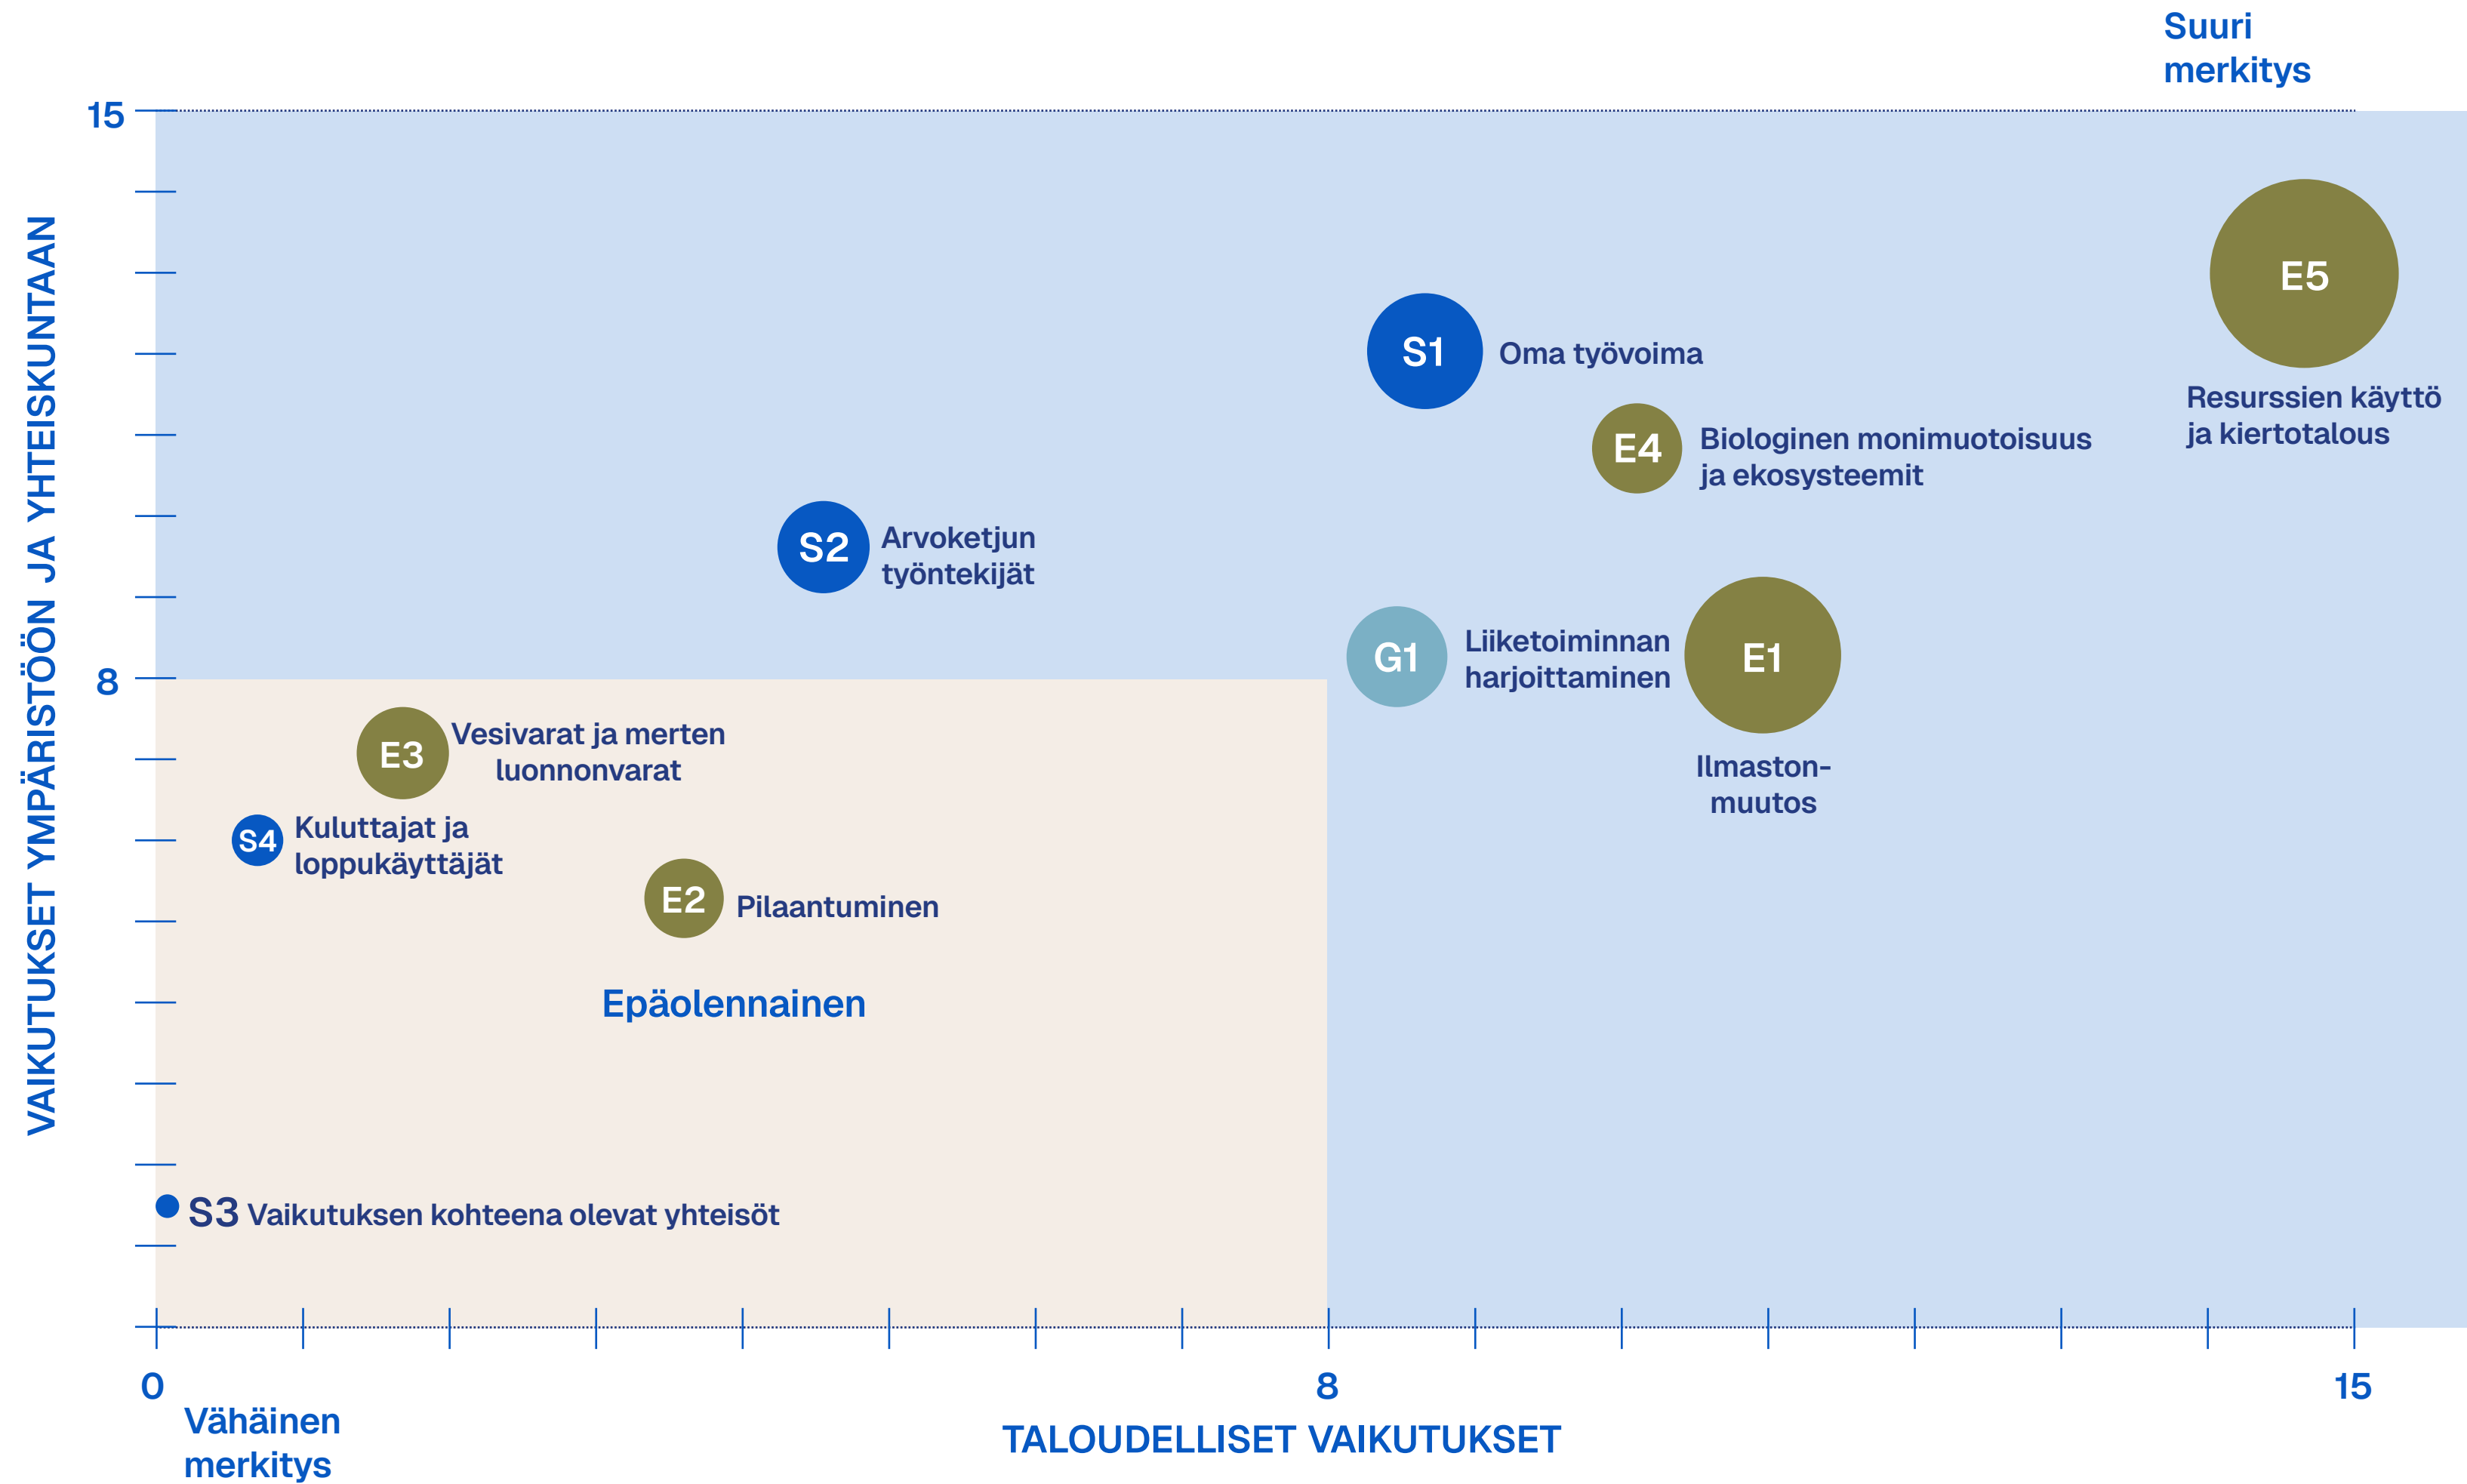 Suuri
merkitys
15
VAIKUTUKSET YMPÄRISTÖÖN JA YHTEISKUNTAAN
E5
Resurssien käyttö
ja kiertotalous
S1
Oma työvoima
E4
Biologinen monimuotoisuus
ja ekosysteemit
S2
Arvoketjun
työntekijät
G1
Liiketoiminnan
harjoittaminen
E1
Ilmaston-
muutos
8
E3
Vesivarat ja merten
luonnonvarat
S4
Kuluttajat ja
loppukäyttäjät
E2
Pilaantuminen
Epäolennainen
S3 Vaikutuksen kohteena olevat yhteisöt
0
8
15
Vähäinen
merkitys
TALOUDELLISET VAIKUTUKSET